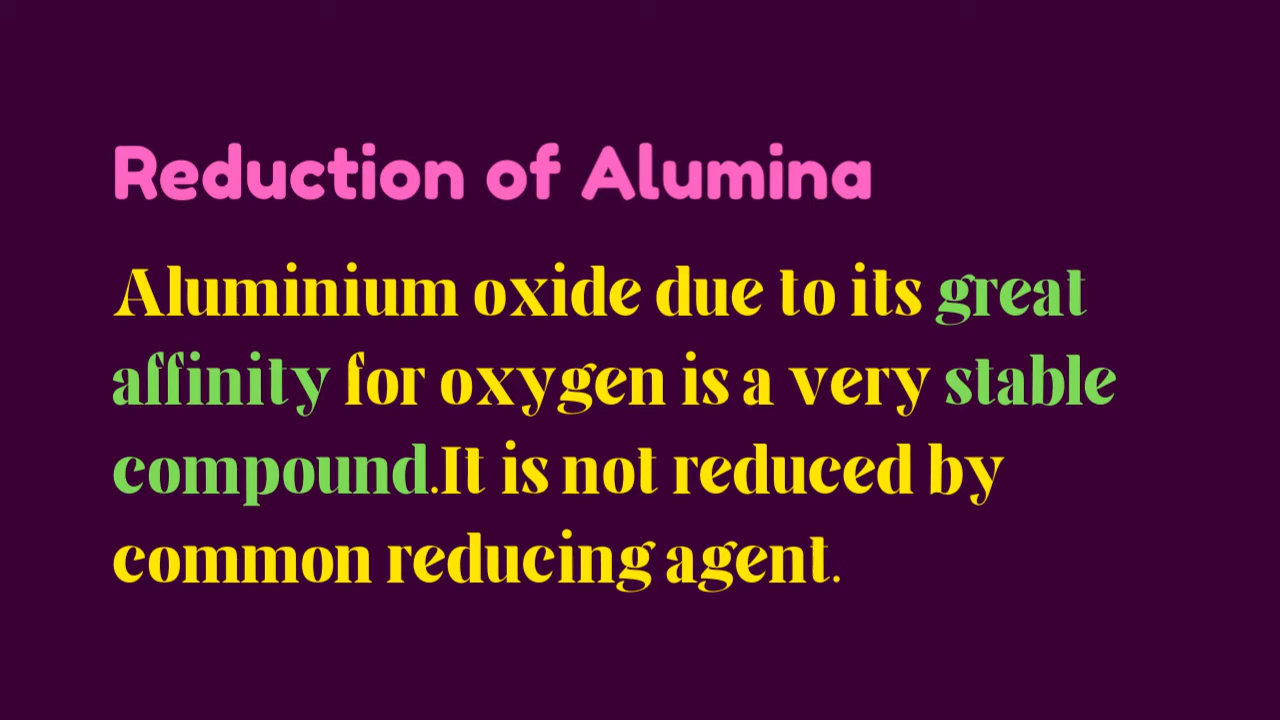 Reduction of Alumina
Aluminium oxide due to its great
affinity for oxygen is a very stable
compound.It is not reduced by
common reducing agent.